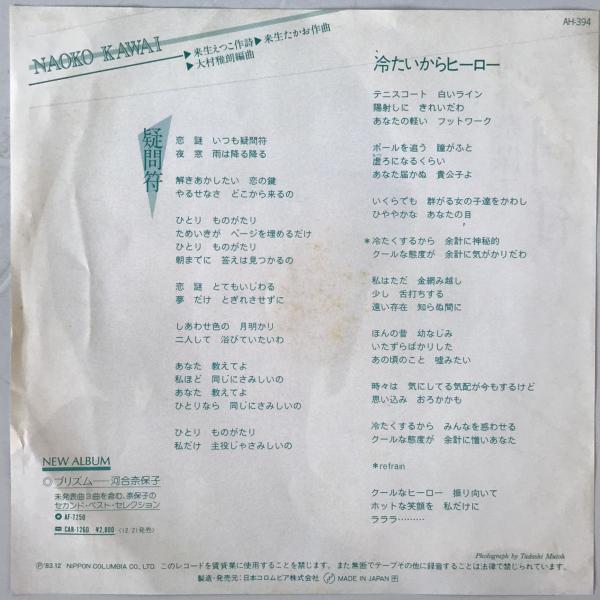 AH-394
NAOKO KAWAI
▶来生えつこ作詩▶来生たかお作曲
▶大村雅朗編曲
疑問符
恋　謎　いつも疑問符
夜　窓　雨は降る降る
解きあかしたい　恋の鍵
やるせなさ　どこから来るの
ひとり　ものがたり
ためいきが　ページを埋めるだけ
ひとり　ものがたり
朝までに　答えは見つかるの
恋　謎　とてもいじわる
夢　だけ　とぎれさせずに
しあわせ色の　月明かり
二人して　浴びていたいわ
あなた　教えてよ
私ほど　同じにさみしいの
あなた　教えてよ
ひとりなら　同じにさみしいの
ひとり　ものがたり
私だけ　主役じゃさみしいの
冷たいからヒーロー
テニスコート　白いライン
陽射しに　きれいだわ
あなたの軽い　フットワーク
ボールを追う　瞳がふと
虚ろになるくらい
あなた届かぬ　貴公子よ
いくらでも　群がる女の子達をかわし
ひややかな　あなたの目
*冷たくするから　余計に神秘的
クールな態度が　余計に気がかりだわ
私はただ　金網み越し
少し　舌打ちする
遠い存在　知らぬ間に
ほんの昔　幼なじみ
いたずらばかりした
あの頃のこと　嘘みたい
時々は　気にしてる気配が今もするけど
思い込み　おろかかも
冷たくするから　みんなを惑わせる
クールな態度が　余計に憎いあなた
*refrain
クールなヒーロー　振り向いて
ホットな笑顔を　私だけに
ラララ………
NEW ALBUM
◎プリズム──河合奈保子
未発表曲3曲を含む、奈保子の
セカンド・ベスト・セレクション
AF-7250
CAR-1260 ¥2,800 (12/21発売)
Photograph by Tadashi Mutoh
Ⓟ'83.12 NIPPON COLUMBIA CO., LTD. このレコードを賃貸業に使用することを禁じます。また無断でテープその他に録音することは法律で禁じられています。
製造・発売元：日本コロムビア株式会社 MADE IN JAPAN